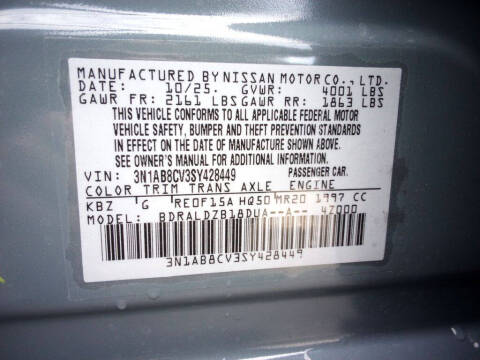 MANUFACTURED BY NISSAN MOTOR CO., LTD.
DATE: 10/25. GVWR: 4001 LBS
GAWR FR: 2161 LBS GAWR RR: 1863 LBS
THIS VEHICLE CONFORMS TO ALL APPLICABLE FEDERAL MOTOR
VEHICLE SAFETY, BUMPER AND THEFT PREVENTION STANDARDS
IN EFFECT ON THE DATE OF MANUFACTURE SHOWN ABOVE.
SEE OWNER'S MANUAL FOR ADDITIONAL INFORMATION.
VIN: 3N1AB8CV3SY428449 PASSENGER CAR.
COLOR TRIM TRANS AXLE ENGINE
KBZ 'G RE0F15A HQ50 MR20 1997 CC
MODEL: BDRALDZB18DUA--A-- 47000
3N1AB8CV3SY428449